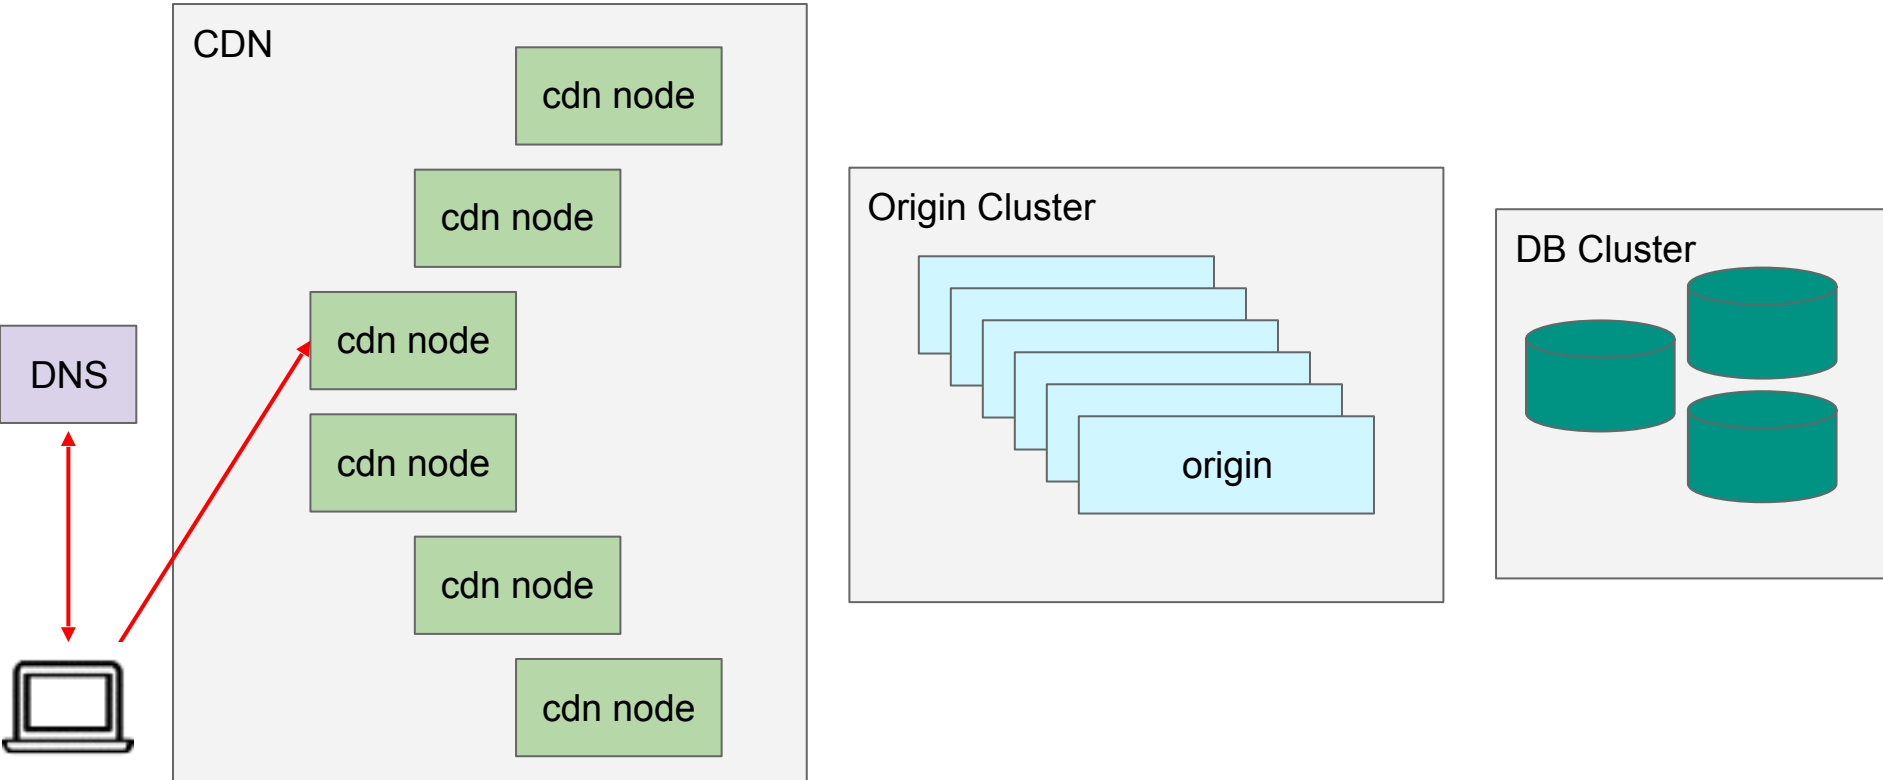 CDN
cdn node
cdn node
cdn node
cdn node
cdn node
cdn node
DNS
Origin Cluster
origin
DB Cluster